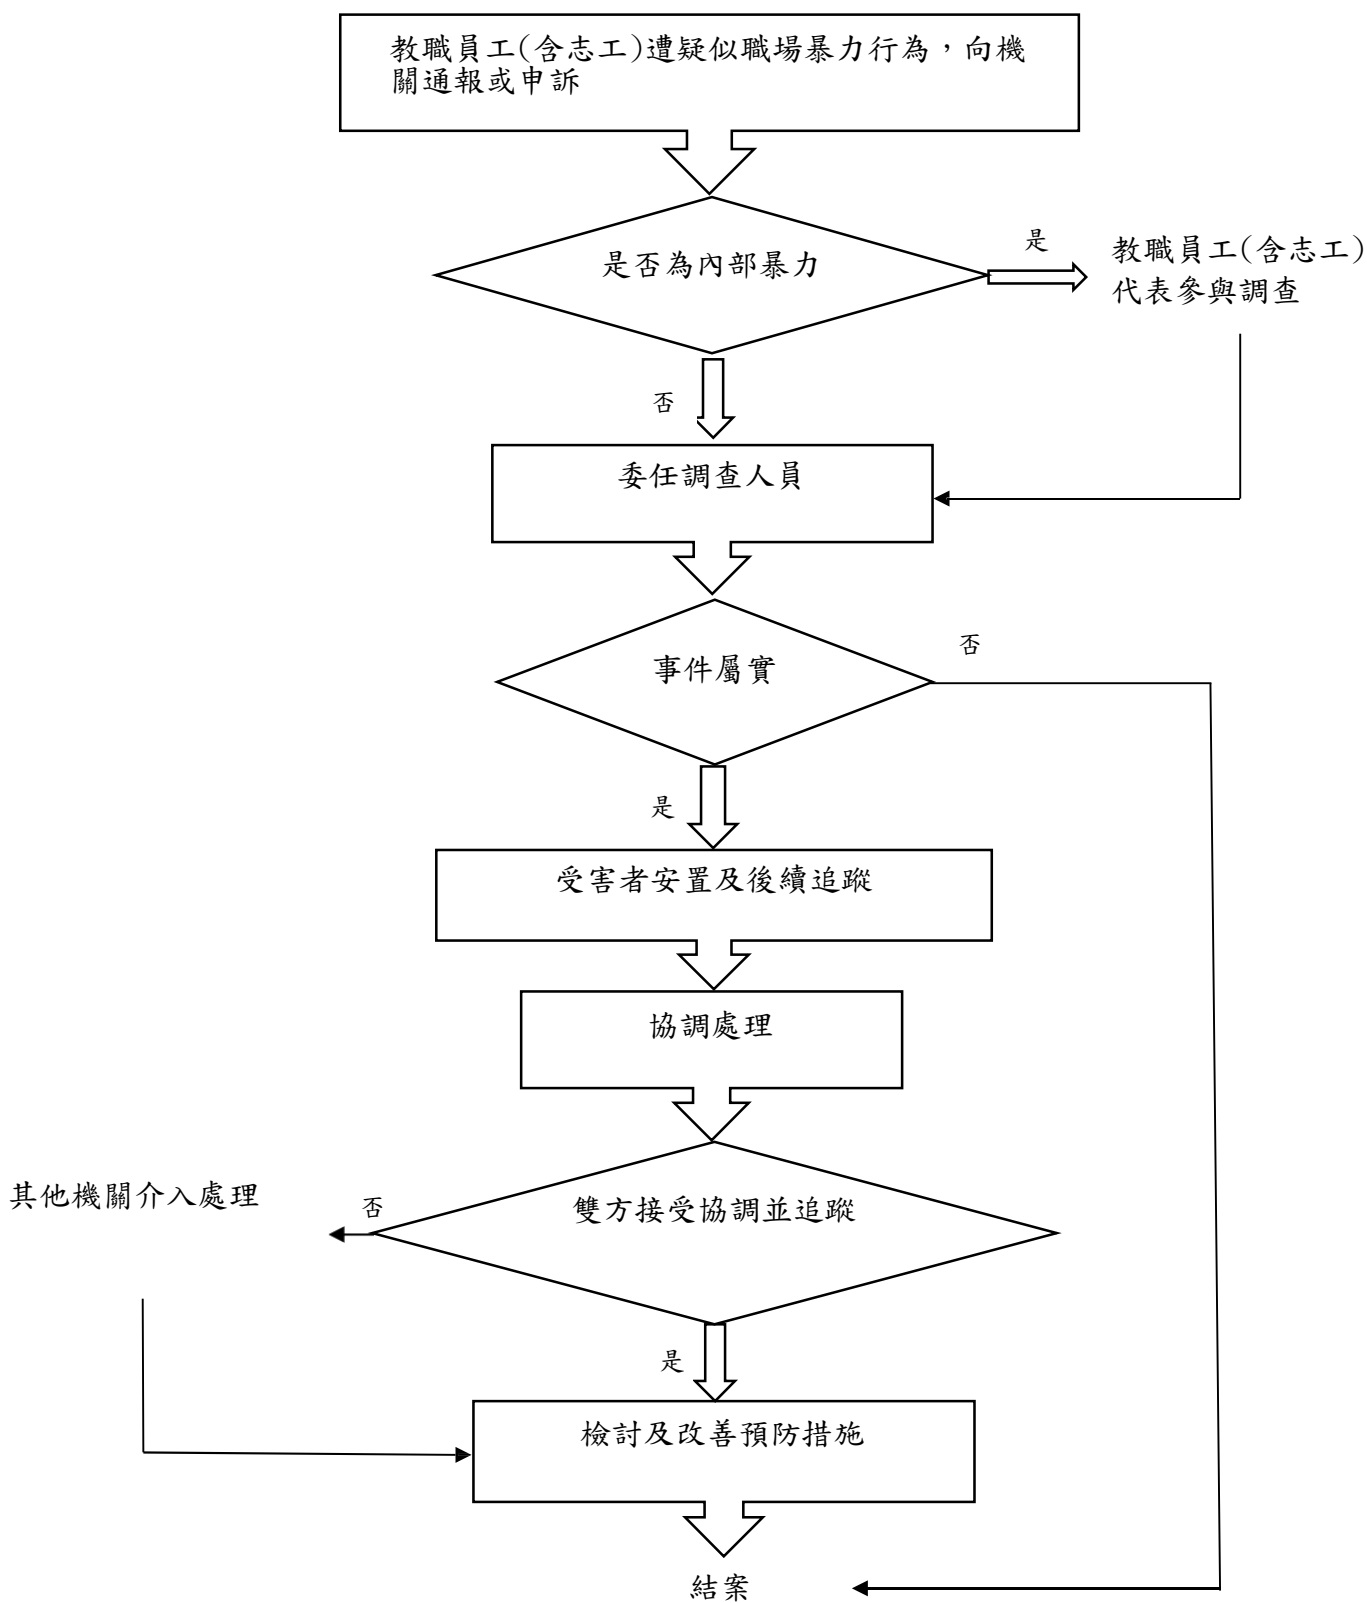 教職員工(含志工)遭疑似職場暴力行為，向機
關通報或申訴
是否為內部暴力
是
教職員工(含志工)
代表參與調查
否
委任調查人員
事件屬實
否
是
受害者安置及後續追蹤
協調處理
其他機關介入處理
否
雙方接受協調並追蹤
是
檢討及改善預防措施
結案